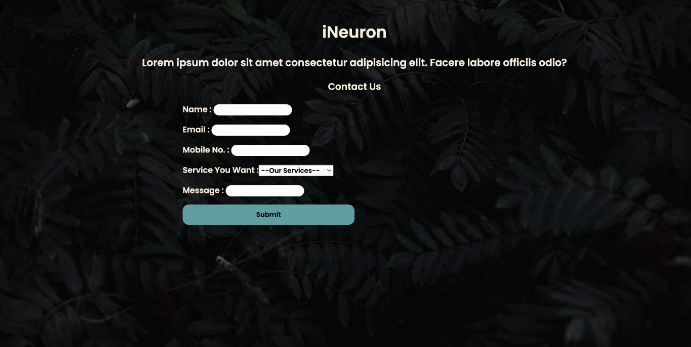 iNeuron
Lorem ipsum dolor sit amet consectetur adipisicing elit. Facere labore officiis odio?
Contact Us
Name :
Email :
Mobile No. :
Service You Want : --Our Services--
Message :
Submit